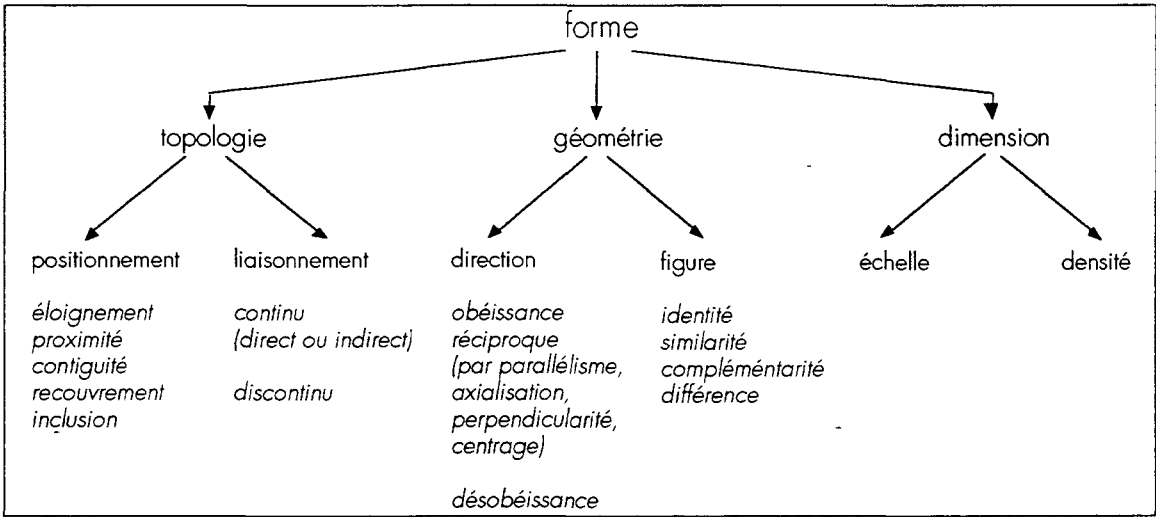 forme
topologie géométrie dimension
positionnement liaisonnement direction figure échelle densité
éloignement
proximité
contiguité
recouvrement
inclusion
continu
(direct ou indirect)
discontinu
obéissance
réciproque
(par parallélisme,
axialisation,
perpendicularité,
centrage)
désobéissance
identité
similarité
compléméntarité
différence